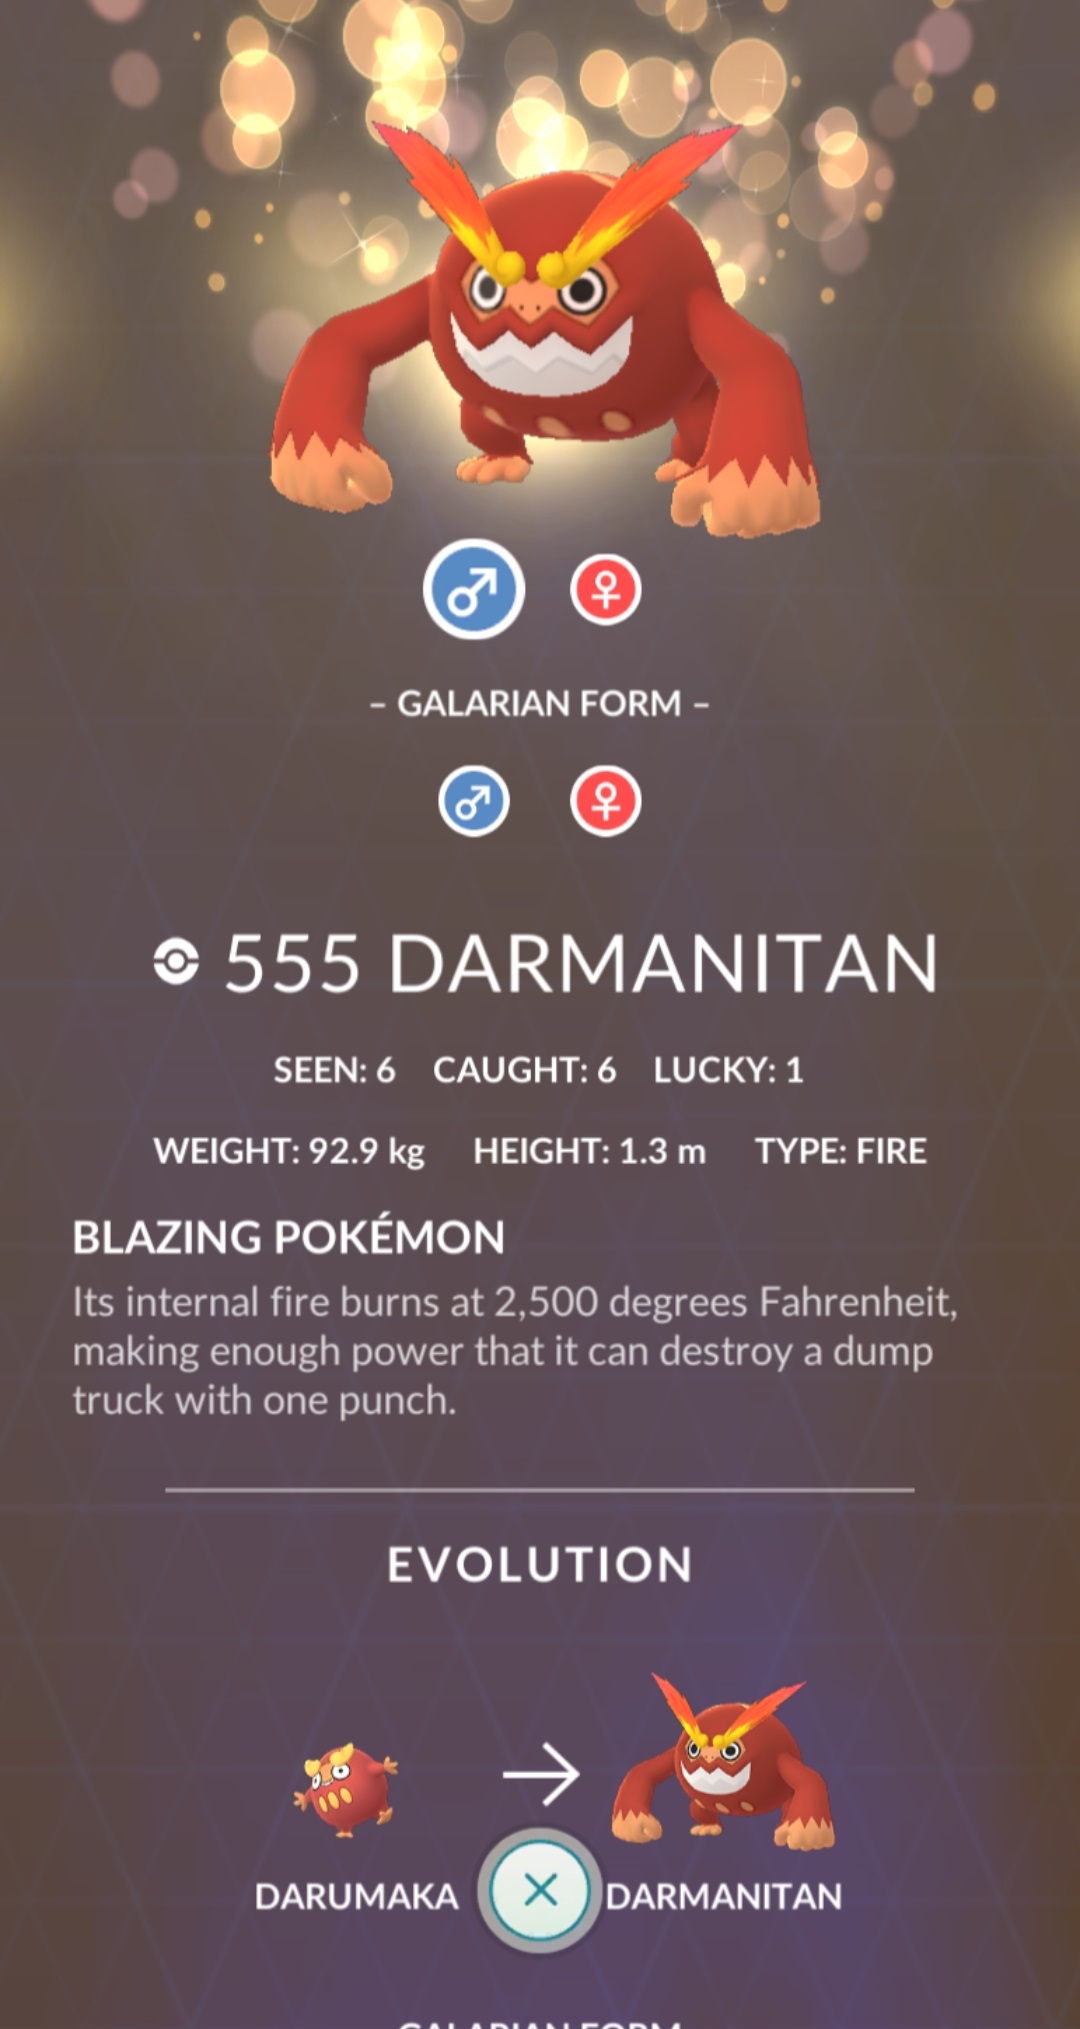 – GALARIAN FORM –
555 DARMANITAN
SEEN: 6 CAUGHT: 6 LUCKY: 1
WEIGHT: 92.9 kg HEIGHT: 1.3 m TYPE: FIRE
BLAZING POKÉMON
Its internal fire burns at 2,500 degrees Fahrenheit,
making enough power that it can destroy a dump
truck with one punch.
EVOLUTION
DARUMAKA DARMANITAN
GALARIAN FORM